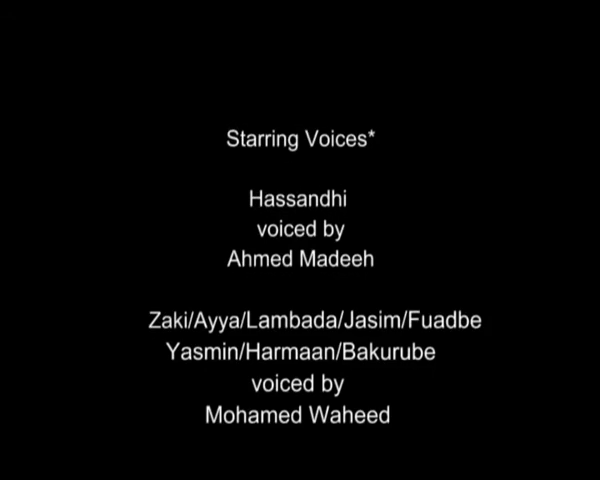 Starring Voices*
Hassandhi
voiced by
Ahmed Madeeh
Zaki/Ayya/Lambada/Jasim/Fuadbe
Yasmin/Harmaan/Bakurube
voiced by
Mohamed Waheed